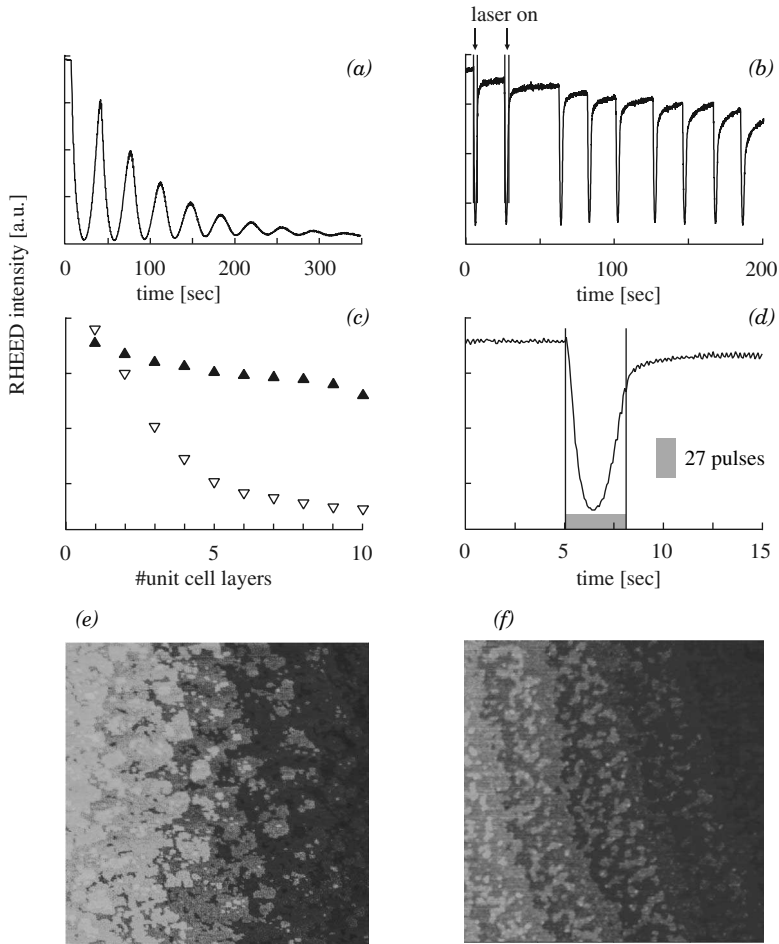 laser on
(a)
(b)
RHEED intensity [a.u.]
0 100 200 300
time [sec]
0 100 200
time [sec]
(c)
(d)
27 pulses
0 5 10
#unit cell layers
0 5 10 15
time [sec]
(e)
(f)